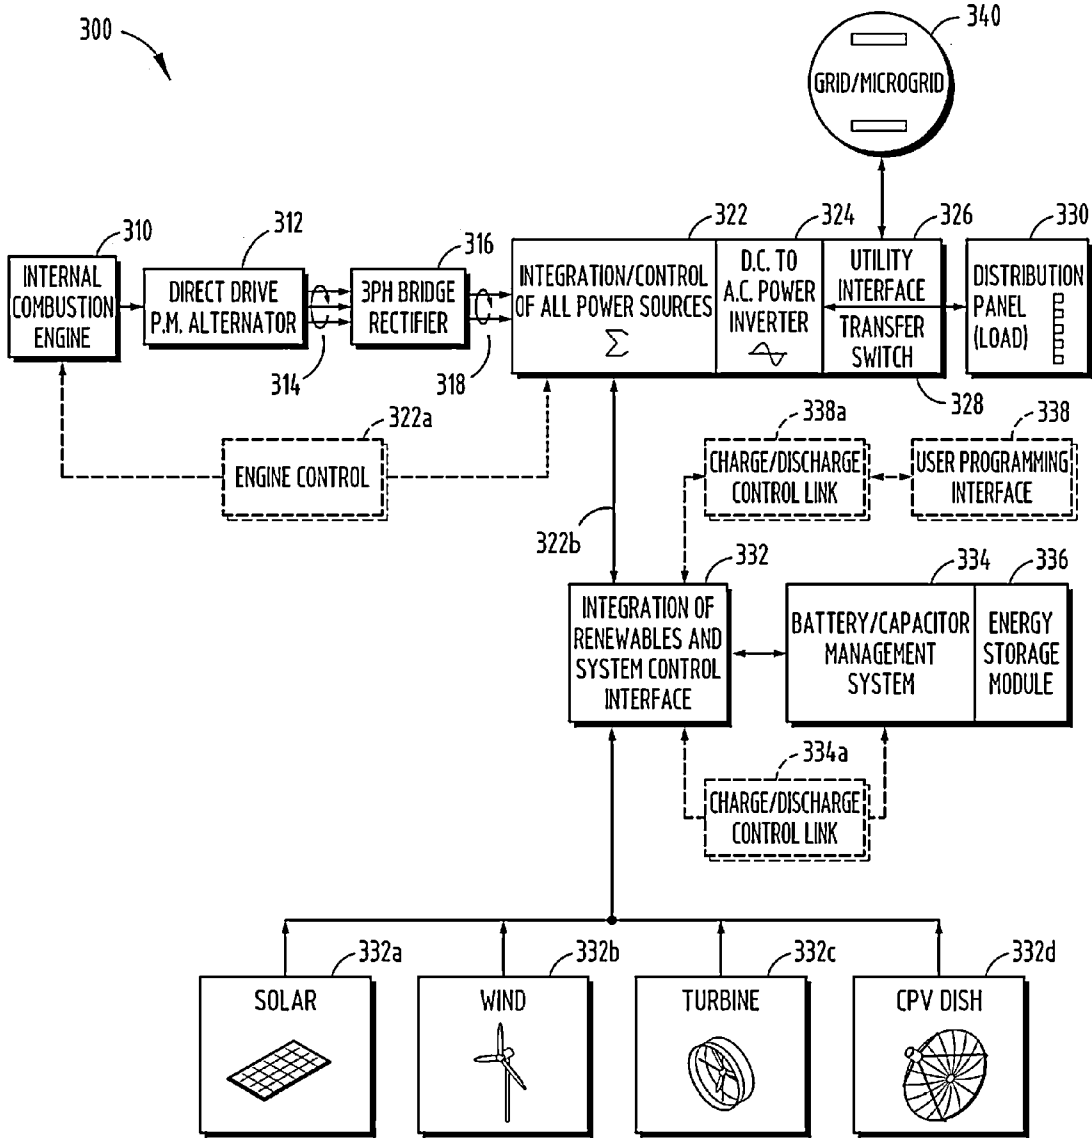 300
340
GRID/MICROGRID
310
312
316
322
324
326
330
INTERNAL
COMBUSTION
ENGINE
DIRECT DRIVE
P.M. ALTERNATOR
3PH BRIDGE
RECTIFIER
INTEGRATION/CONTROL
OF ALL POWER SOURCES
Σ
D.C. TO
A.C. POWER
INVERTER
UTILITY
INTERFACE
TRANSFER
SWITCH
DISTRIBUTION
PANEL
(LOAD)
314
318
328
322a
ENGINE CONTROL
338a
CHARGE/DISCHARGE
CONTROL LINK
338
USER PROGRAMMING
INTERFACE
322b
332
INTEGRATION OF
RENEWABLES AND
SYSTEM CONTROL
INTERFACE
334
BATTERY/CAPACITOR
MANAGEMENT
SYSTEM
336
ENERGY
STORAGE
MODULE
334a
CHARGE/DISCHARGE
CONTROL LINK
332a
SOLAR
332b
WIND
332c
TURBINE
332d
CPV DISH